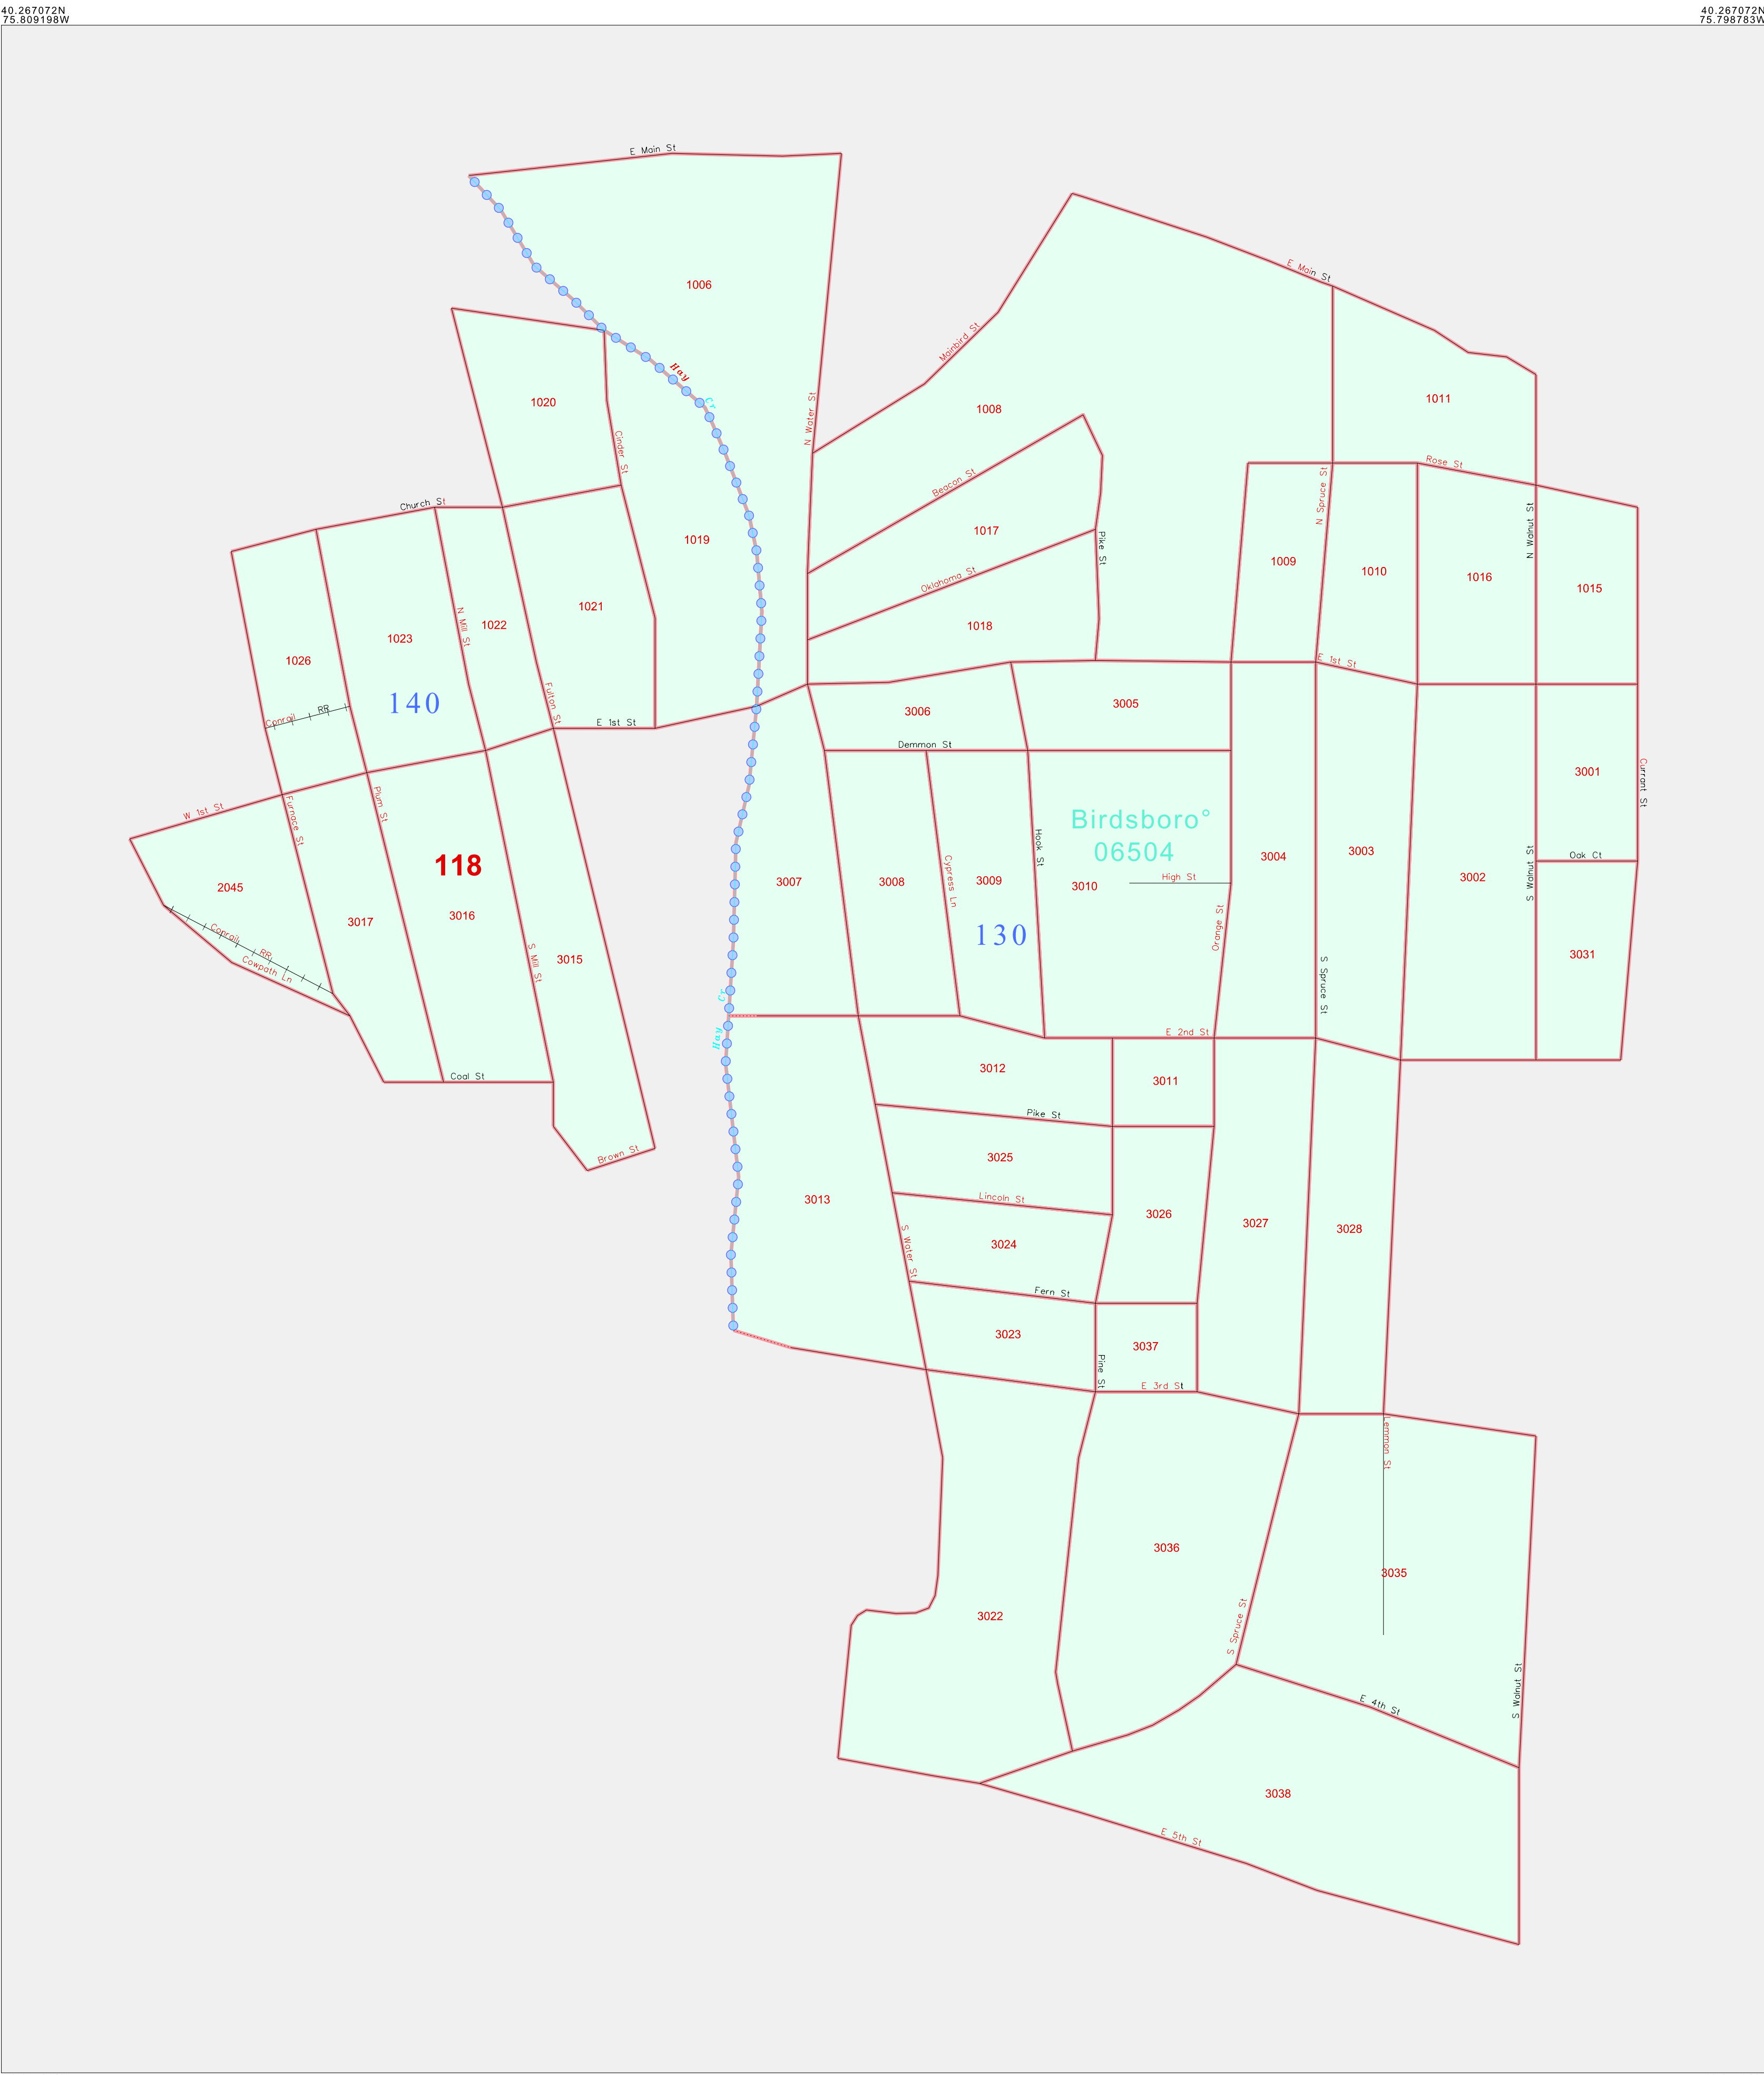 40.267072N
75.809198W
40.267072N
75.798783W
E Main St
E Main St
1006
Mainbird St
Hay
Cr
1020
N Water St
1008
1011
Cinder St
Beacon St
Rose St
N Spruce St
Church St
1019
1017
Pike St
N Walnut St
Oklahoma St
1009
1010
1016
1015
1021
1018
N Mill St
1022
1023
1026
E 1st St
140
Conrail
RR
Fulton St
E 1st St
3006
3005
Demmon St
3001
Currant St
W 1st St
Furnace St
Plum St
Birdsboro°
06504
118
Hook St
3004
3003
Oak Ct
2045
Cypress Ln
3007
3008
3009
3010
High St
3002
S Walnut St
3017
3016
130
Orange St
Conrail
RR
Cowpath Ln
S Mill St
3015
3031
S Spruce St
Hay
Cr
E 2nd St
Coal St
3012
3011
Pike St
Brown St
3025
Lincoln St
3013
3026
3027
3028
S Water St
3024
Fern St
3023
3037
Pine St
E 3rd St
Lemmon St
3036
3035
3022
S Spruce St
S Walnut St
E 4th St
3038
E 5th St